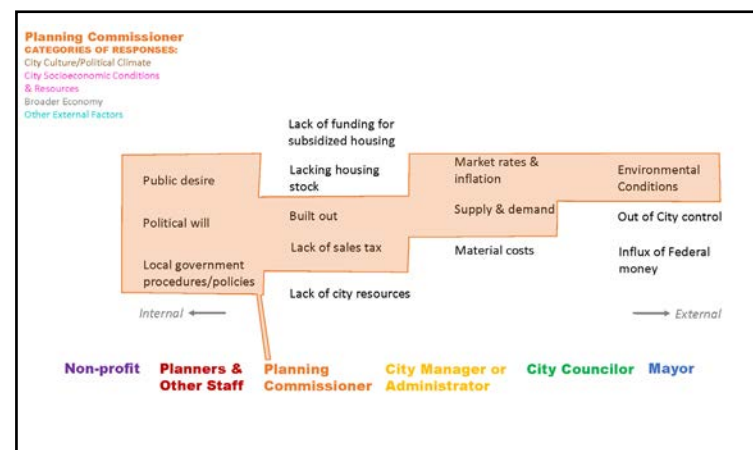 Planning Commissioner
CATEGORIES OF RESPONSES:
City Culture/Political Climate
City Socioeconomic Conditions
& Resources
Broader Economy
Other External Factors
Public desire
Political will
Local government
procedures/policies
Lack of funding for
subsidized housing
Lacking housing
stock
Built out
Lack of sales tax
Lack of city resources
Market rates &
inflation
Supply & demand
Material costs
Environmental
Conditions
Out of City control
Influx of Federal
money
Internal
External
Non-profit
Planners &
Other Staff
Planning
Commissioner
City Manager or
Administrator
City Councilor
Mayor